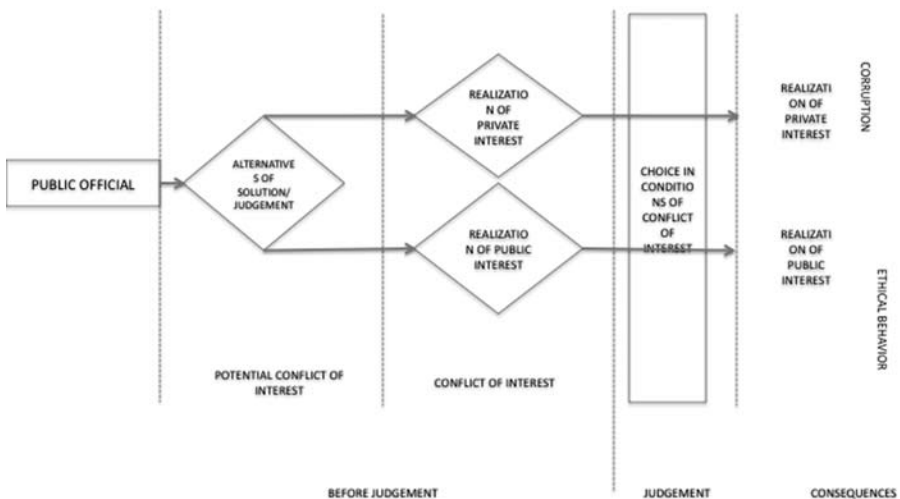 PUBLIC OFFICIAL
ALTERNATIVE
S OF
SOLUTION/
JUDGEMENT
REALIZATIO
N OF
PRIVATE
INTEREST
REALIZATIO
N OF PUBLIC
INTEREST
CHOICE IN
CONDITIO
NS OF
CONFLICT
OF
INTEREST
REALIZATI
ON OF
PRIVATE
INTEREST
CORRUPTION
REALIZATI
ON OF
PUBLIC
INTEREST
ETHICAL BEHAVIOR
POTENTIAL CONFLICT OF
INTEREST
CONFLICT OF INTEREST
BEFORE JUDGEMENT
JUDGEMENT
CONSEQUENCES